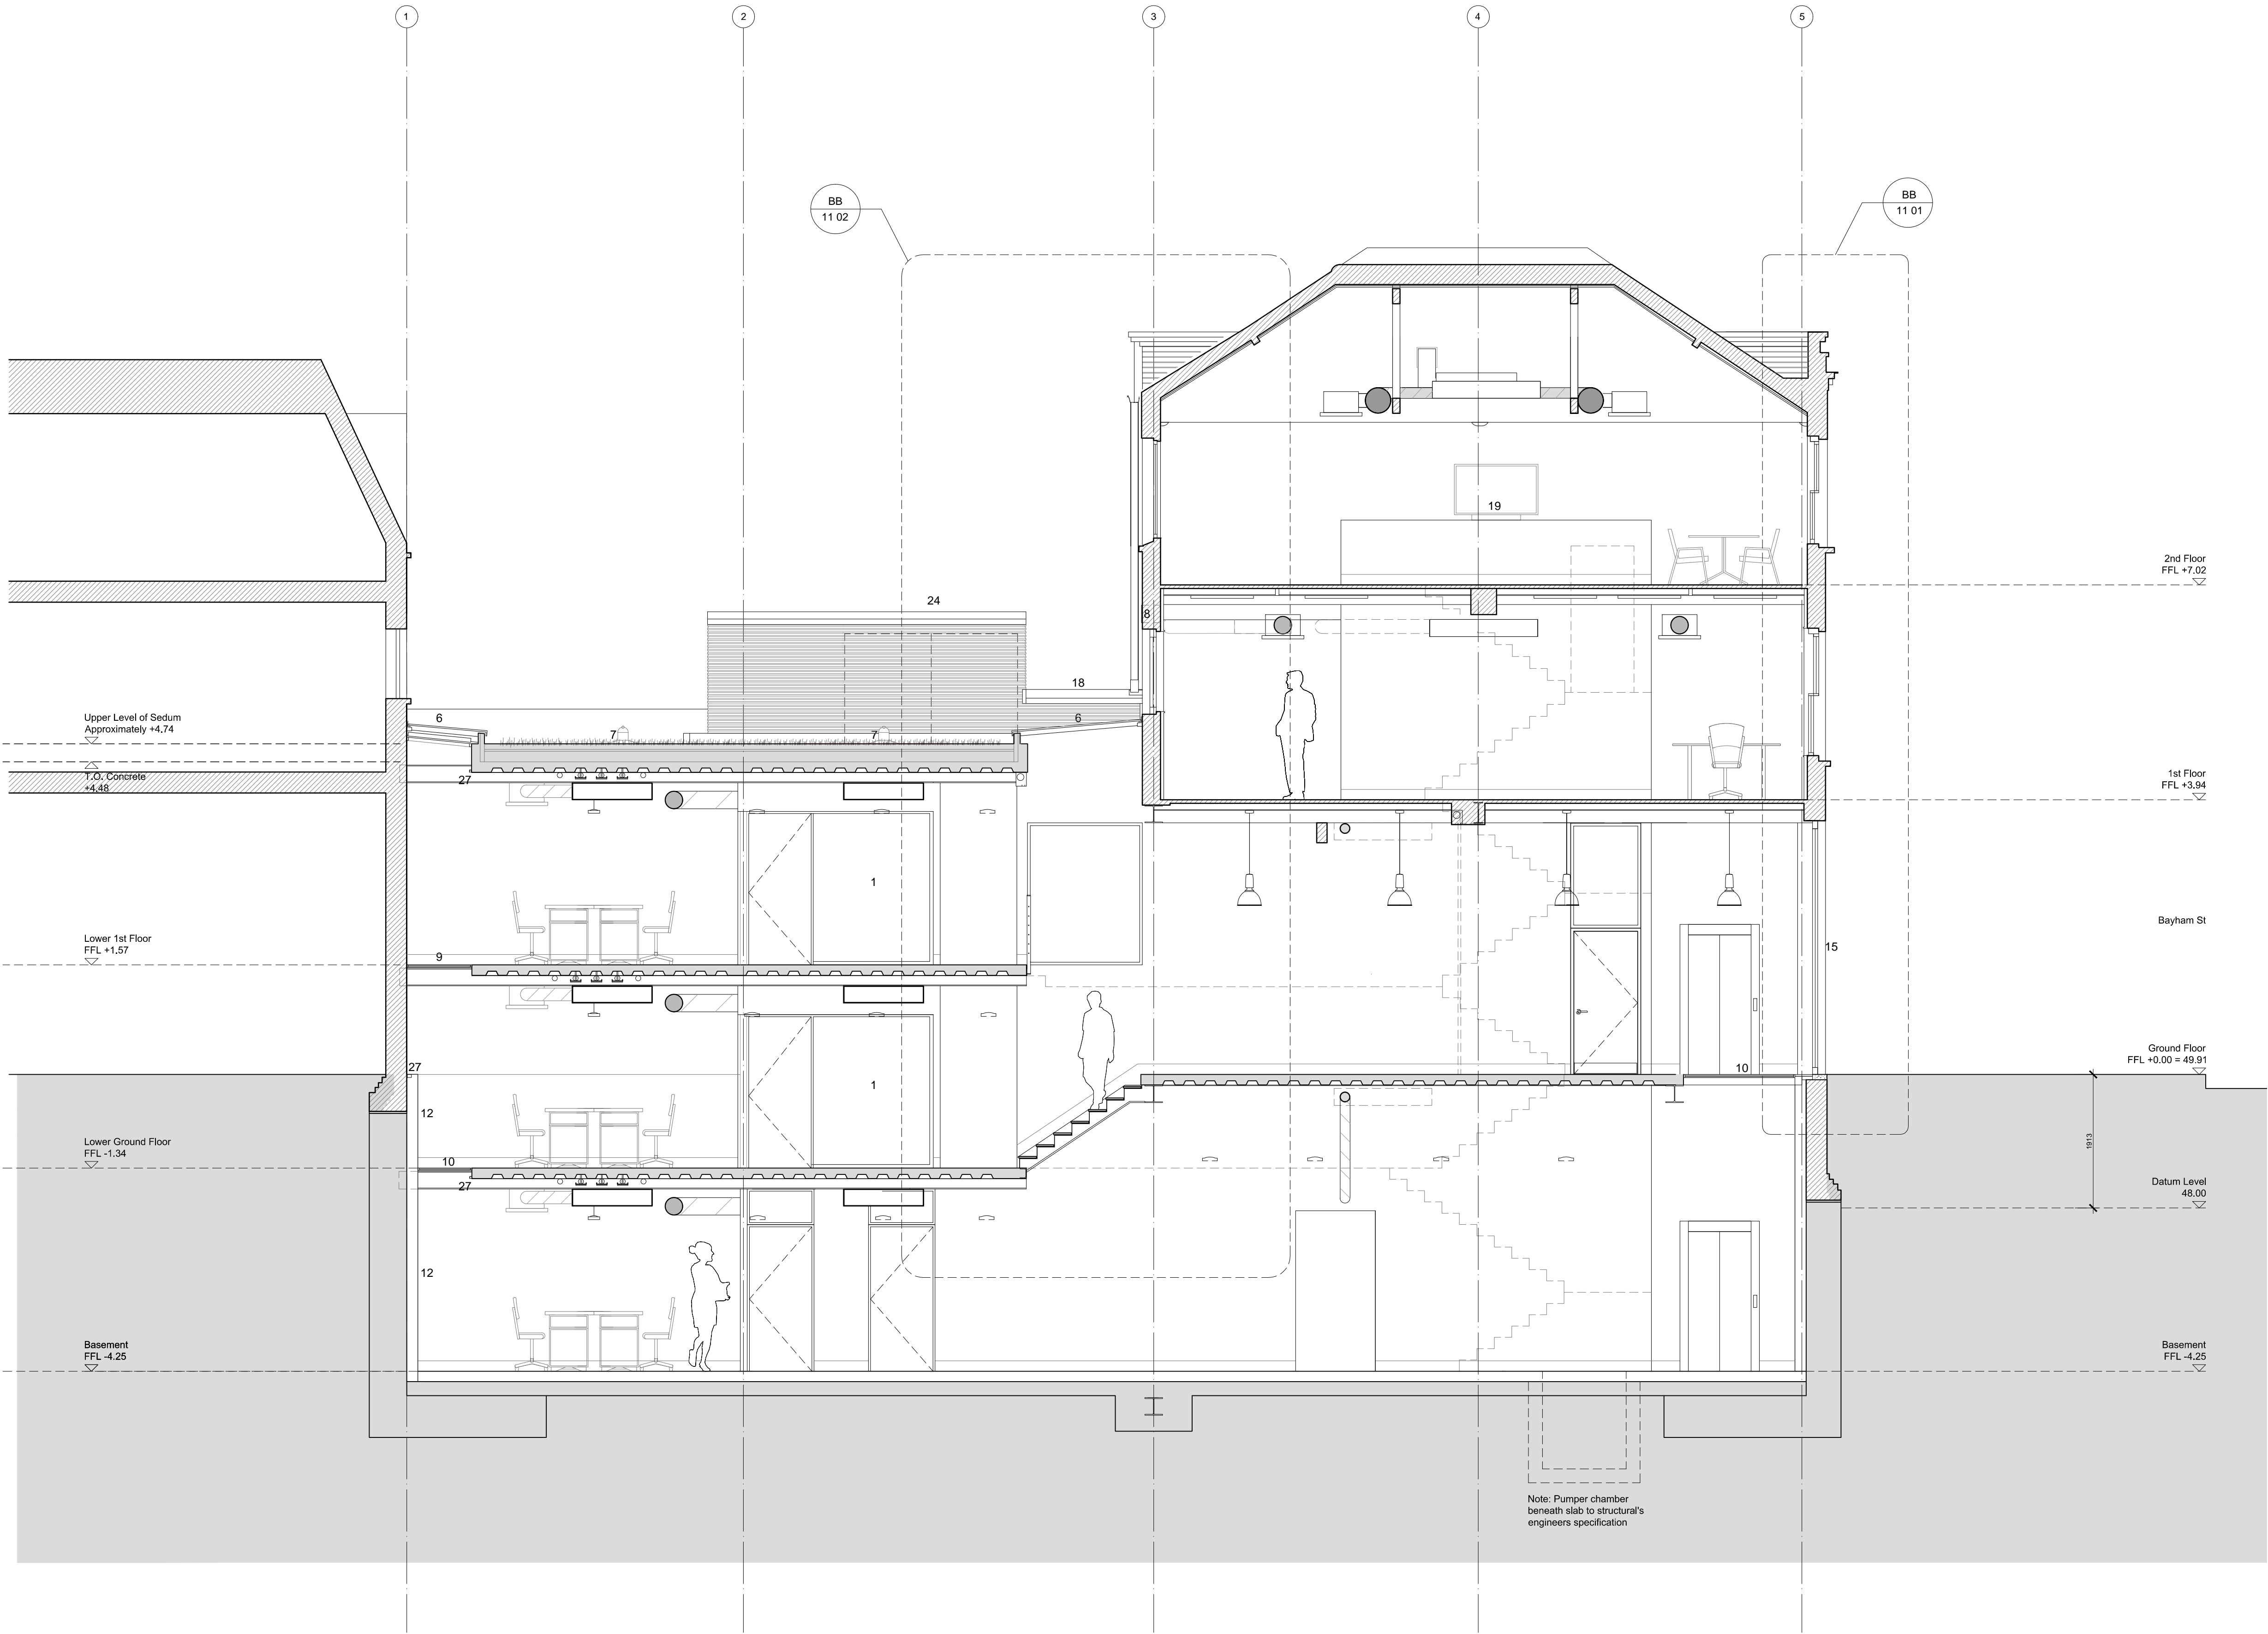 1
2
3
4
5
BB
11 02
BB
11 01
19
2nd Floor
FFL +7.02
24
8
18
Upper Level of Sedum
Approximately +4.74
6
6
7
7
T.O. Concrete
+4.48
27
1st Floor
FFL +3.94
1
Bayham St
15
Lower 1st Floor
FFL +1.57
9
Ground Floor
FFL +0.00 = 49.91
27
10
1
12
1913
Lower Ground Floor
FFL -1.34
10
27
Datum Level
48.00
12
Basement
FFL -4.25
Basement
FFL -4.25
Note: Pumper chamber
beneath slab to structural's
engineers specification